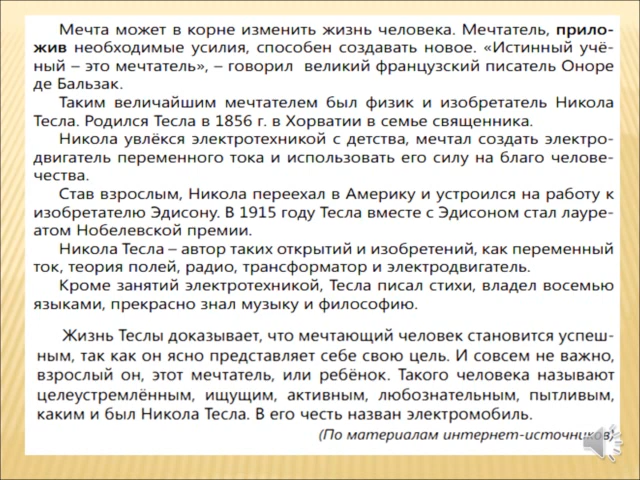 Мечта может в корне изменить жизнь человека. Мечтатель, прило-
жив необходимые усилия, способен создавать новое. «Истинный учё-
ный – это мечтатель», – говорил великий французский писатель Оноре
де Бальзак.
Таким величайшим мечтателем был физик и изобретатель Никола
Тесла. Родился Тесла в 1856 г. в Хорватии в семье священника.
Никола увлёкся электротехникой с детства, мечтал создать электро-
двигатель переменного тока и использовать его силу на благо челове-
чества.
Став взрослым, Никола переехал в Америку и устроился на работу к
изобретателю Эдисону. В 1915 году Тесла вместе с Эдисоном стал лауре-
атом Нобелевской премии.
Никола Тесла – автор таких открытий и изобретений, как переменный
ток, теория полей, радио, трансформатор и электродвигатель.
Кроме занятий электротехникой, Тесла писал стихи, владел восемью
языками, прекрасно знал музыку и философию.
Жизнь Теслы доказывает, что мечтающий человек становится успеш-
ным, так как он ясно представляет себе свою цель. И совсем не важно,
взрослый он, этот мечтатель, или ребёнок. Такого человека называют
целеустремлённым, ищущим, активным, любознательным, пытливым,
каким и был Никола Тесла. В его честь назван электромобиль.
(По материалам интернет-источников)